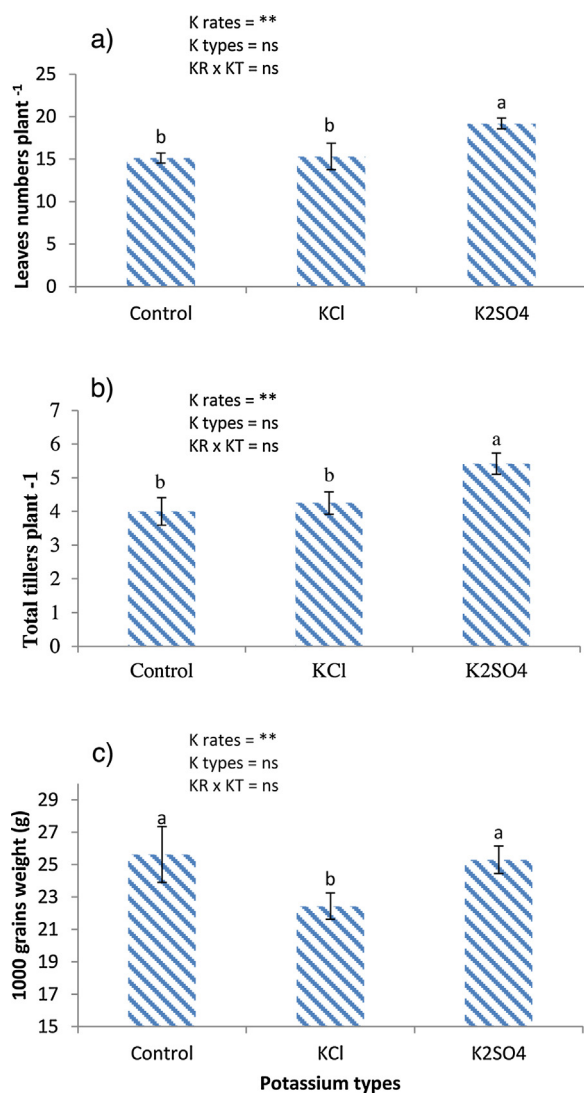 a)
K rates = **
K types = ns
KR x KT = ns
Leaves numbers plant -1
25
20
15
10
5
0
b
b
a
Control KCl K2SO4
b)
K rates = **
K types = ns
KR x KT = ns
Total tillers plant -1
7
6
5
4
3
2
1
0
b
b
a
Control KCl K2SO4
c)
K rates = **
K types = ns
KR x KT = ns
1000 grains weight (g)
29
27
25
23
21
19
17
15
a
b
a
Control KCl K2SO4
Potassium types